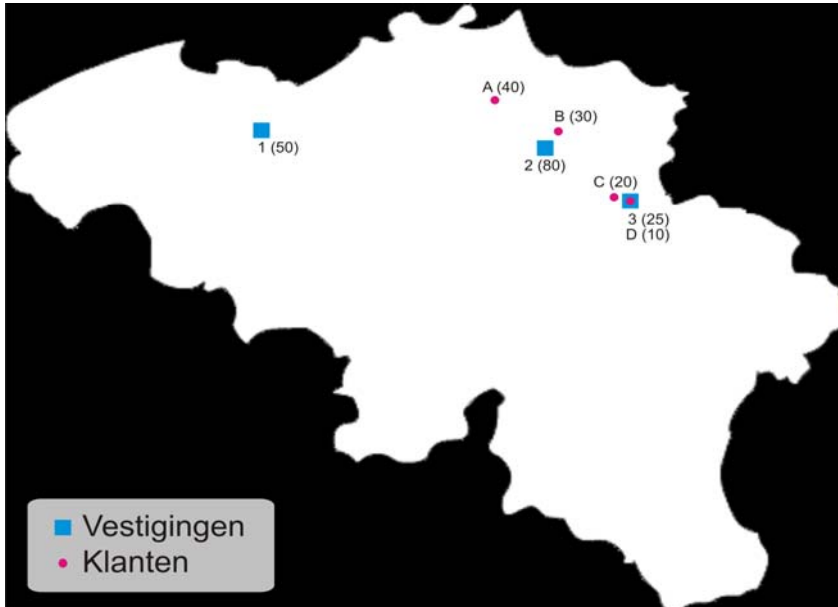 A (40)
B (30)
1 (50)
2 (80)
C (20)
3 (25)
D (10)
Vestigingen
Klanten